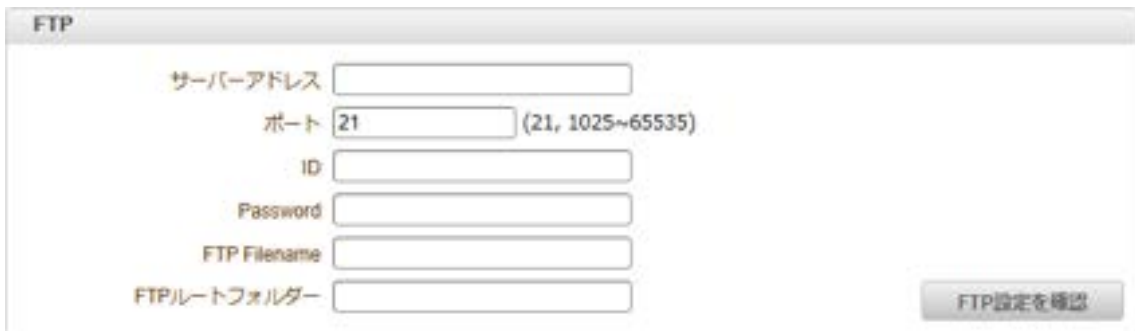 FTP
サーバーアドレス
ポート 21 (21, 1025~65535)
ID
Password
FTP Filename
FTPルートフォルダー
FTP設定を確認